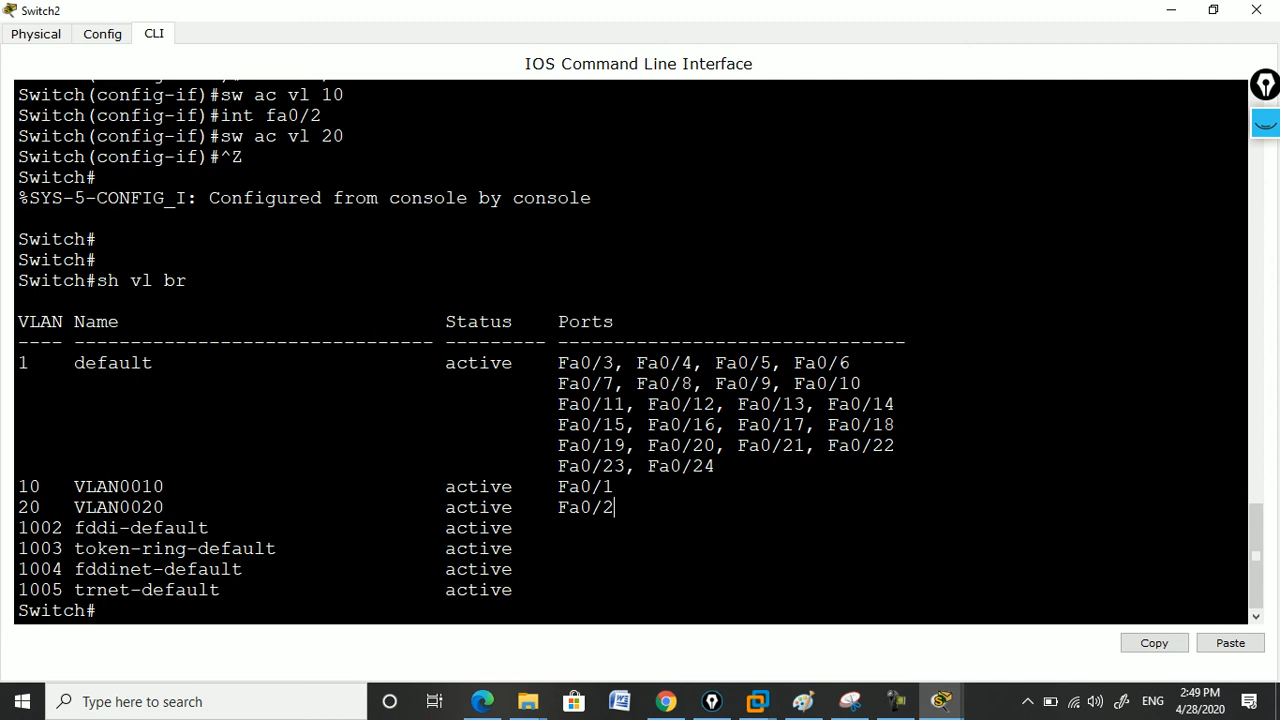 Switch2
Physical Config CLI
IOS Command Line Interface
Switch(config-if)#sw ac vl 10
Switch(config-if)#int fa0/2
Switch(config-if)#sw ac vl 20
Switch(config-if)#^Z
Switch#
%SYS-5-CONFIG_I: Configured from console by console
Switch#
Switch#
Switch#sh vl br
VLAN Name Status Ports
---- -------------------------------- --------- -------------------------------
1 default active Fa0/3, Fa0/4, Fa0/5, Fa0/6
Fa0/7, Fa0/8, Fa0/9, Fa0/10
Fa0/11, Fa0/12, Fa0/13, Fa0/14
Fa0/15, Fa0/16, Fa0/17, Fa0/18
Fa0/19, Fa0/20, Fa0/21, Fa0/22
Fa0/23, Fa0/24
10 VLAN0010 active Fa0/1
20 VLAN0020 active Fa0/2
1002 fddi-default active
1003 token-ring-default active
1004 fddinet-default active
1005 trnet-default active
Switch#
Copy Paste
Type here to search ENG 2:49 PM
4/28/2020